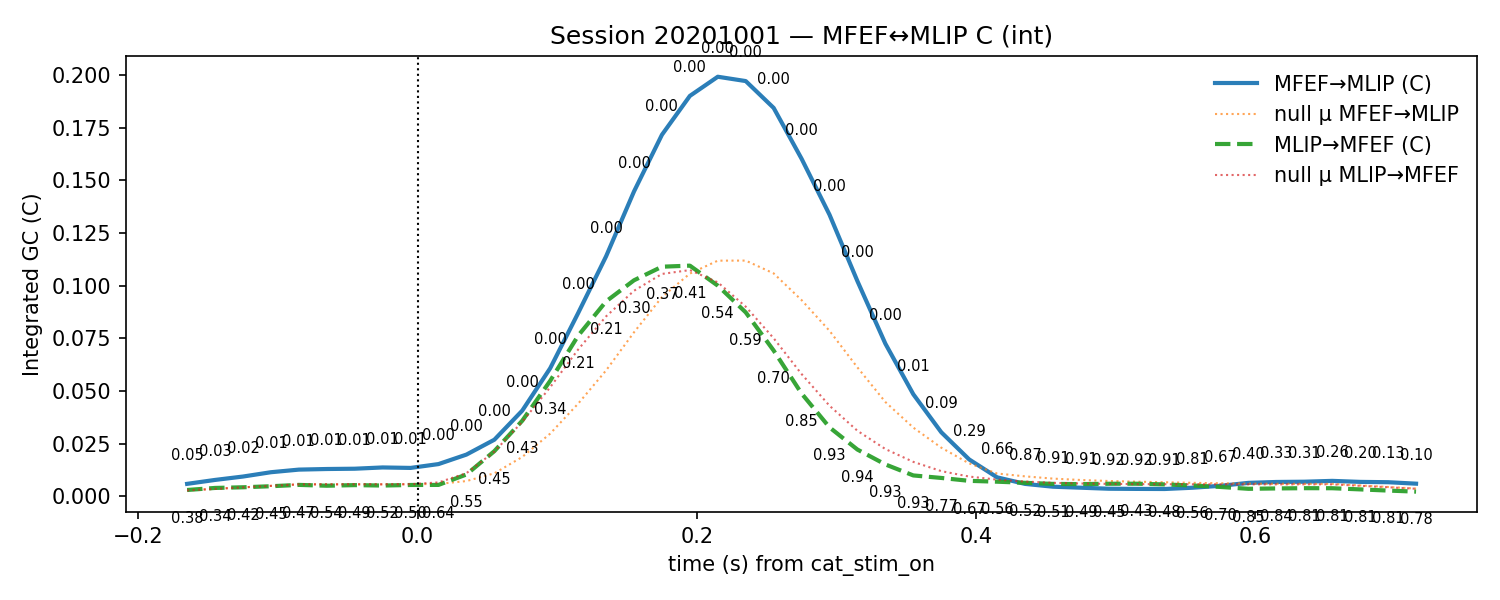 Session 20201001 — MFEF↔MLIP C (int)
Integrated GC (C)
0.200
0.175
0.150
0.125
0.100
0.075
0.050
0.025
0.000
MFEF→MLIP (C)
null μ MFEF→MLIP
MLIP→MFEF (C)
null μ MLIP→MFEF
0.05 0.03 0.02 0.01 0.01 0.01 0.01 0.01 0.01 0.00 0.00 0.00 0.00 0.00 0.00 0.00 0.00 0.00 0.00 0.00 0.00 0.00 0.00 0.00 0.00 0.00 0.01 0.09 0.29 0.66 0.87 0.91 0.91 0.92 0.92 0.91 0.81 0.67 0.40 0.33 0.31 0.26 0.20 0.13 0.10
0.38 0.34 0.42 0.45 0.47 0.54 0.49 0.52 0.50 0.64 0.55 0.45 0.43 0.34 0.21 0.21 0.30 0.37 0.41 0.54 0.59 0.70 0.85 0.93 0.94 0.93 0.93 0.77 0.67 0.56 0.52 0.51 0.49 0.45 0.43 0.48 0.56 0.70 0.85 0.84 0.81 0.81 0.81 0.81 0.78
−0.2 0.0 0.2 0.4 0.6
time (s) from cat_stim_on